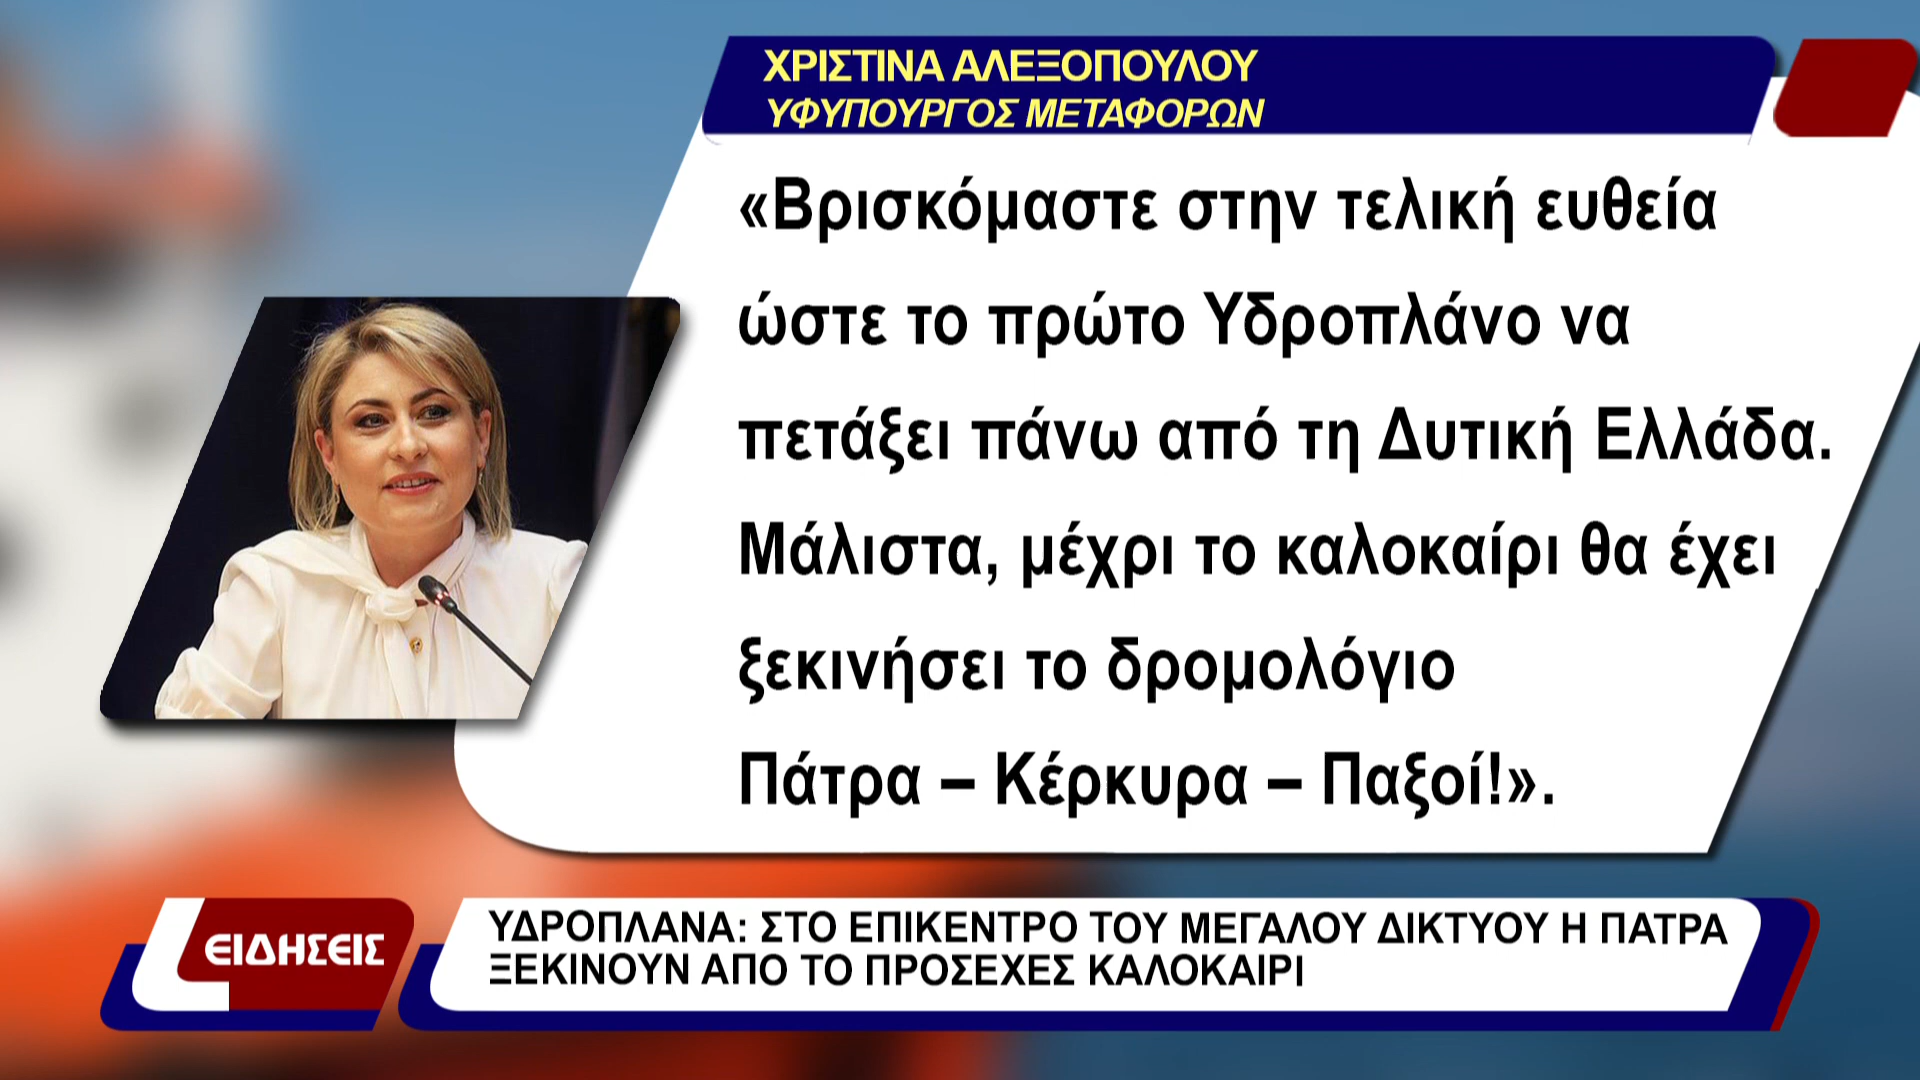 ΧΡΙΣΤΙΝΑ ΑΛΕΞΟΠΟΥΛΟΥ
ΥΦΥΠΟΥΡΓΟΣ ΜΕΤΑΦΟΡΩΝ
«Βρισκόμαστε στην τελική ευθεία
ώστε το πρώτο Υδροπλάνο να
πετάξει πάνω από τη Δυτική Ελλάδα.
Μάλιστα, μέχρι το καλοκαίρι θα έχει
ξεκινήσει το δρομολόγιο
Πάτρα – Κέρκυρα – Παξοί!».
ΕΙΔΗΣΕΙΣ
ΥΔΡΟΠΛΑΝΑ: ΣΤΟ ΕΠΙΚΕΝΤΡΟ ΤΟΥ ΜΕΓΑΛΟΥ ΔΙΚΤΥΟΥ Η ΠΑΤΡΑ
ΞΕΚΙΝΟΥΝ ΑΠΟ ΤΟ ΠΡΟΣΕΧΕΣ ΚΑΛΟΚΑΙΡΙ